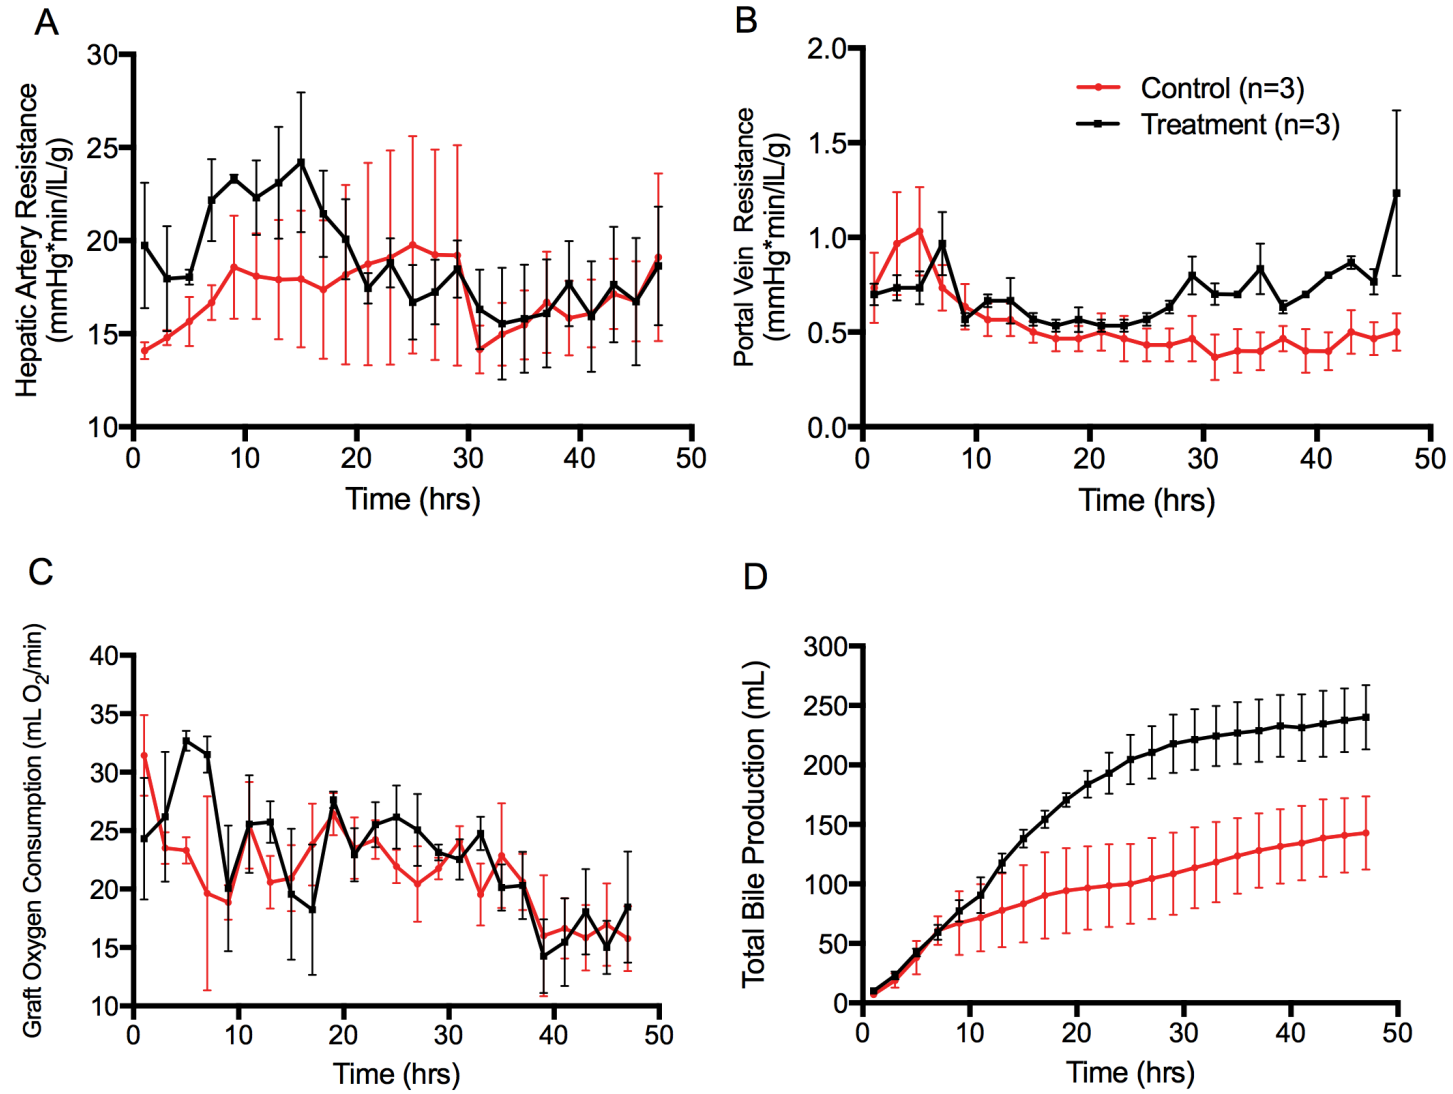 A
Hepatic Artery Resistance
(mmHg*min/lL/g)
30
25
20
15
10
0 10 20 30 40 50
Time (hrs)
B
Portal Vein Resistance
(mmHg*min/lL/g)
2.0
1.5
1.0
0.5
0.0
Control (n=3)
Treatment (n=3)
0 10 20 30 40 50
Time (hrs)
C
Graft Oxygen Consumption (mL O2/min)
40
35
30
25
20
15
10
0 10 20 30 40 50
Time (hrs)
D
Total Bile Production (mL)
300
250
200
150
100
50
0
0 10 20 30 40 50
Time (hrs)